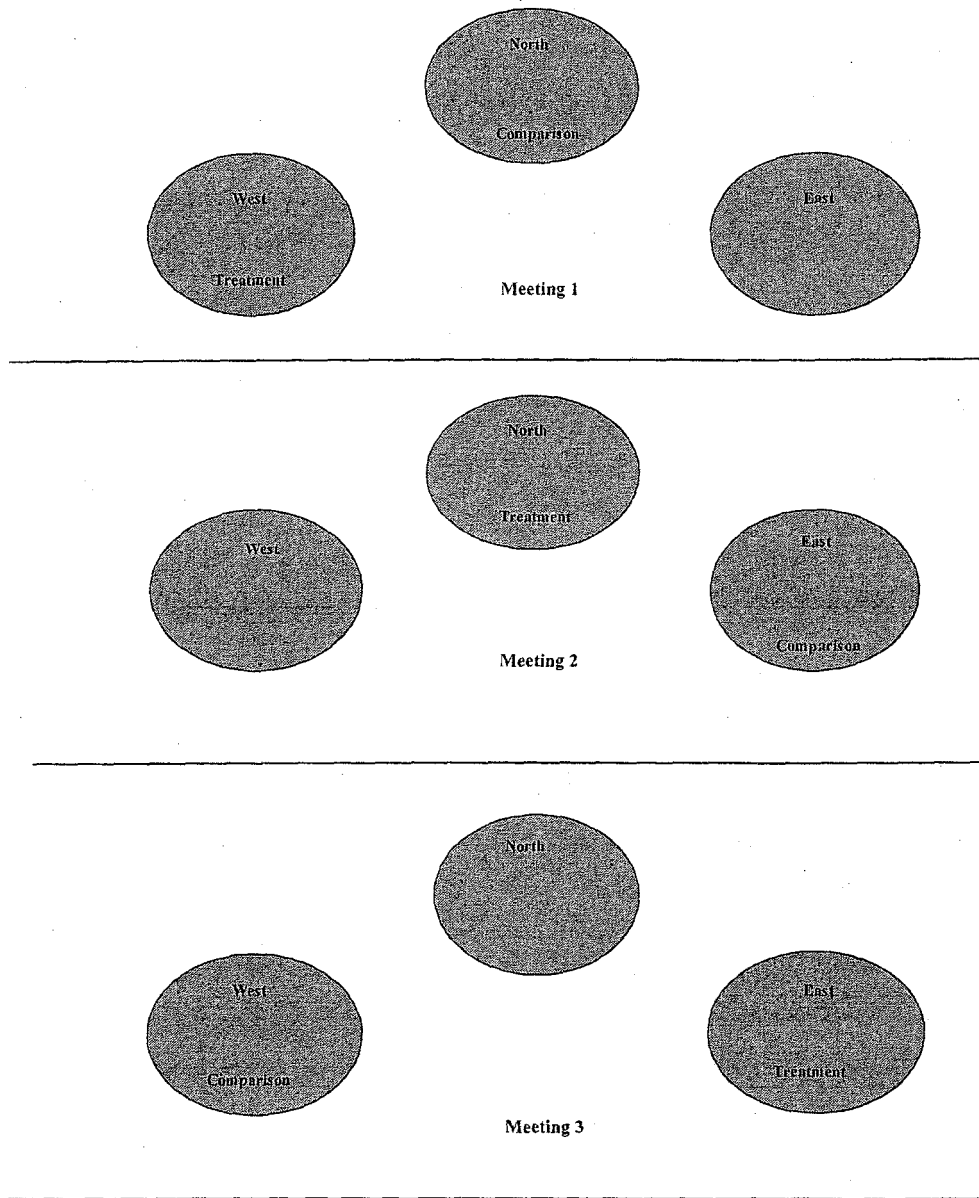 North
Comparison
West
East
Treatment
Meeting 1
North
Treatment
West
East
Comparison
Meeting 2
North
West
East
Comparison
Treatment
Meeting 3